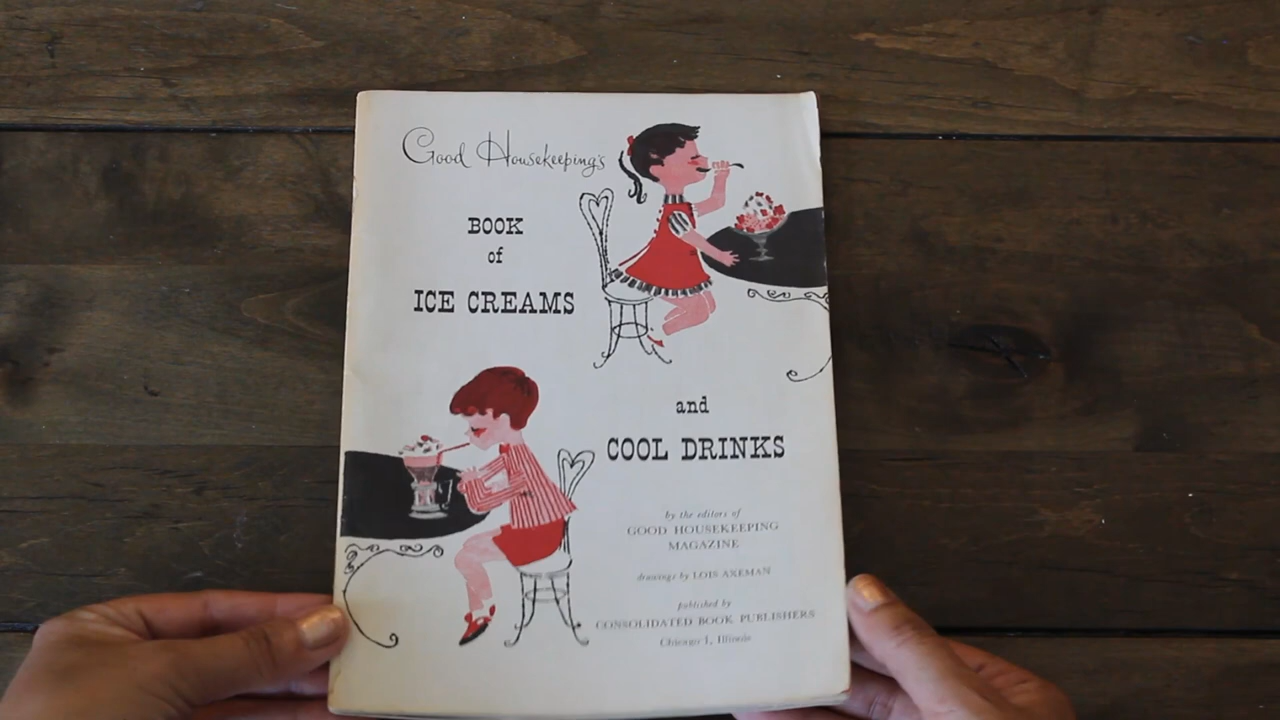 Good Housekeeping's
BOOK
of
ICE CREAMS
and
COOL DRINKS
by the editors of
GOOD HOUSEKEEPING
MAGAZINE
drawings by LOIS AXEMAN
published by
CONSOLIDATED BOOK PUBLISHERS
Chicago 1, Illinois